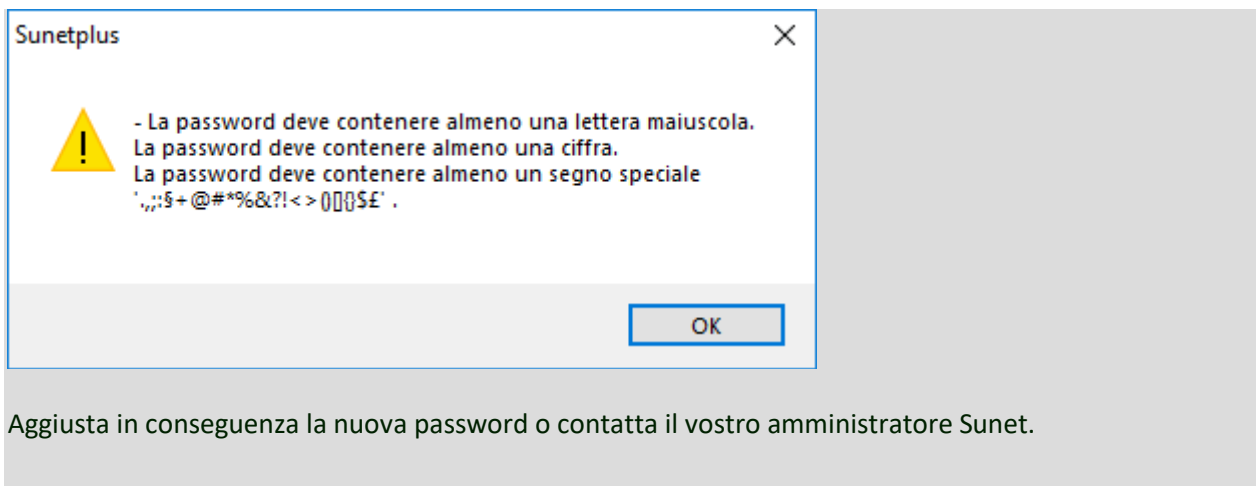 Sunetplus
- La password deve contenere almeno una lettera maiuscola.
La password deve contenere almeno una ciffra.
La password deve contenere almeno un segno speciale
'.,;:§+@#*%&?!<>()[]{}$£' .
OK
Aggiusta in conseguenza la nuova password o contatta il vostro amministratore Sunet.